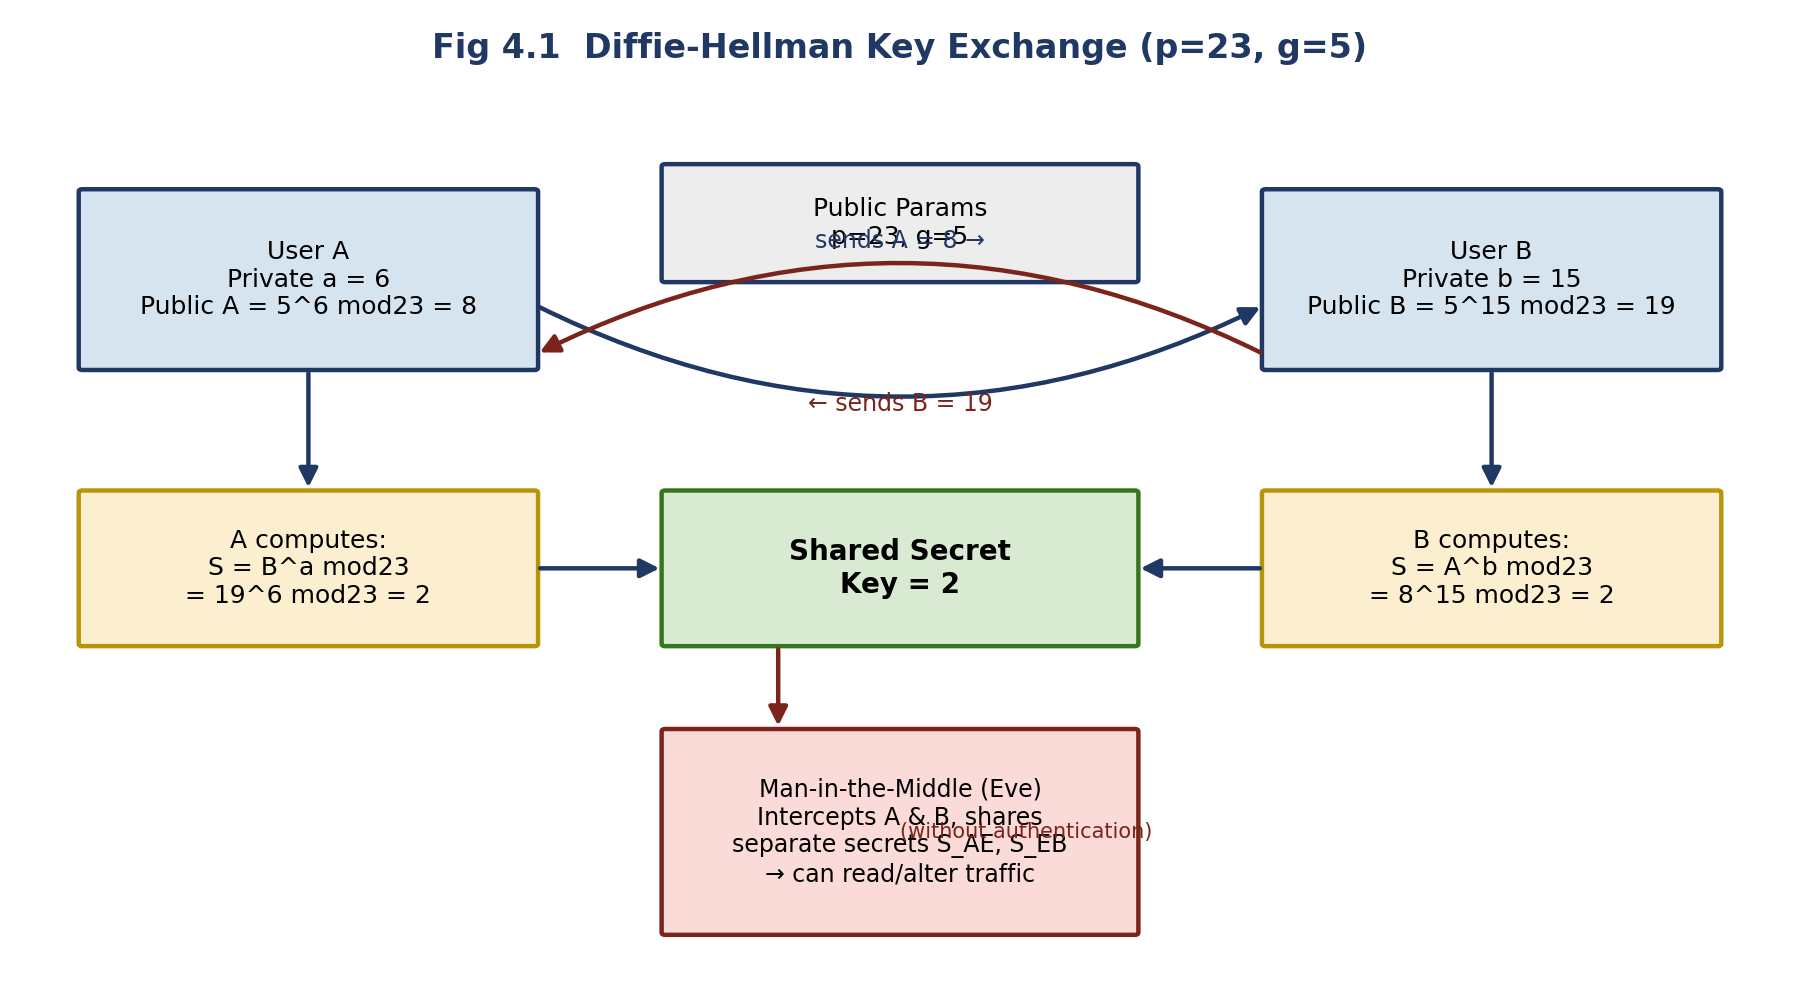 Fig 4.1  Diffie-Hellman Key Exchange (p=23, g=5)
Public Params
p=23, g=5
sends A = 8 →
User A
Private a = 6
Public A = 5^6 mod23 = 8
User B
Private b = 15
Public B = 5^15 mod23 = 19
← sends B = 19
A computes:
S = B^a mod23
= 19^6 mod23 = 2
Shared Secret
Key = 2
B computes:
S = A^b mod23
= 8^15 mod23 = 2
Man-in-the-Middle (Eve)
Intercepts A & B, shares
(without authentication)
separate secrets S_AE, S_EB
→ can read/alter traffic